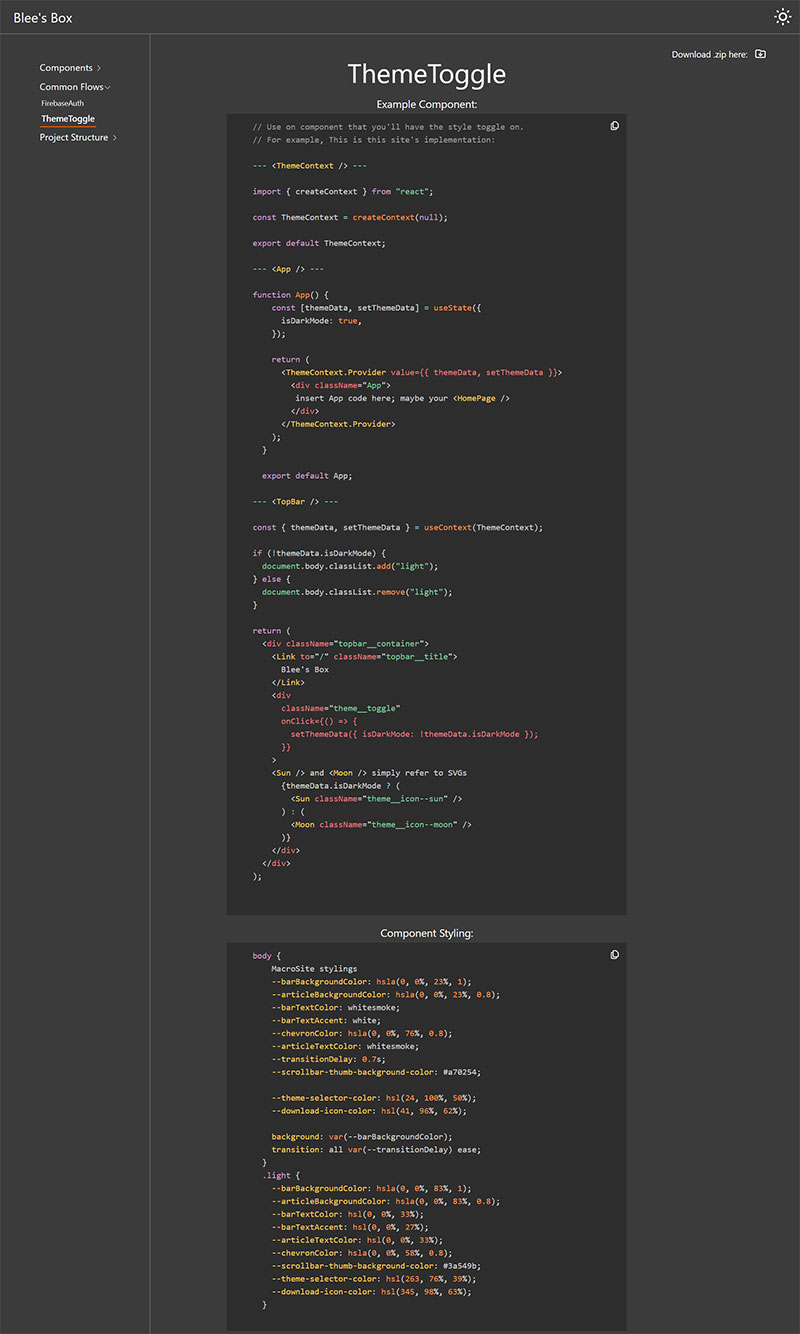 Blee's Box
Download .zip here:
Components
Common Flows
FirebaseAuth
ThemeToggle
Project Structure
ThemeToggle
Example Component:
// Use on component that you'll have the style toggle on.
// For example, This is this site's implementation:
--- <ThemeContext /> ---
import { createContext } from "react";
const ThemeContext = createContext(null);
export default ThemeContext;
--- <App /> ---
function App() {
const [themeData, setThemeData] = useState({
isDarkMode: true,
});
return (
<ThemeContext.Provider value={{ themeData, setThemeData }}>
<div className="App">
insert App code here; maybe your <HomePage />
</div>
</ThemeContext.Provider>
);
}
export default App;
--- <TopBar /> ---
const { themeData, setThemeData } = useContext(ThemeContext);
if (!themeData.isDarkMode) {
document.body.classList.add("light");
} else {
document.body.classList.remove("light");
}
return (
<div className="topbar__container">
<Link to="/" className="topbar__title">
Blee's Box
</Link>
<div
className="theme__toggle"
onClick={() => {
setThemeData({ isDarkMode: !themeData.isDarkMode });
}}
>
<Sun /> and <Moon /> simply refer to SVGs
{themeData.isDarkMode ? (
<Sun className="theme__icon--sun" />
) : (
<Moon className="theme__icon--moon" />
)}
</div>
</div>
);
Component Styling:
body {
MacroSite stylings
--barBackgroundColor: hsla(0, 0%, 23%, 1);
--articleBackgroundColor: hsla(0, 0%, 23%, 0.8);
--barTextColor: whitesmoke;
--barTextAccent: white;
--chevronColor: hsla(0, 0%, 76%, 0.8);
--articleTextColor: whitesmoke;
--transitionDelay: 0.7s;
--scrollbar-thumb-background-color: #a70254;
--theme-selector-color: hsl(24, 100%, 50%);
--download-icon-color: hsl(41, 96%, 62%);
background: var(--barBackgroundColor);
transition: all var(--transitionDelay) ease;
}
.light {
--barBackgroundColor: hsla(0, 0%, 83%, 1);
--articleBackgroundColor: hsla(0, 0%, 83%, 0.8);
--barTextColor: hsl(0, 0%, 33%);
--barTextAccent: hsl(0, 0%, 27%);
--articleTextColor: hsl(0, 0%, 33%);
--chevronColor: hsla(0, 0%, 58%, 0.8);
--scrollbar-thumb-background-color: #3a549b;
--theme-selector-color: hsl(263, 76%, 39%);
--download-icon-color: hsl(345, 98%, 63%);
}